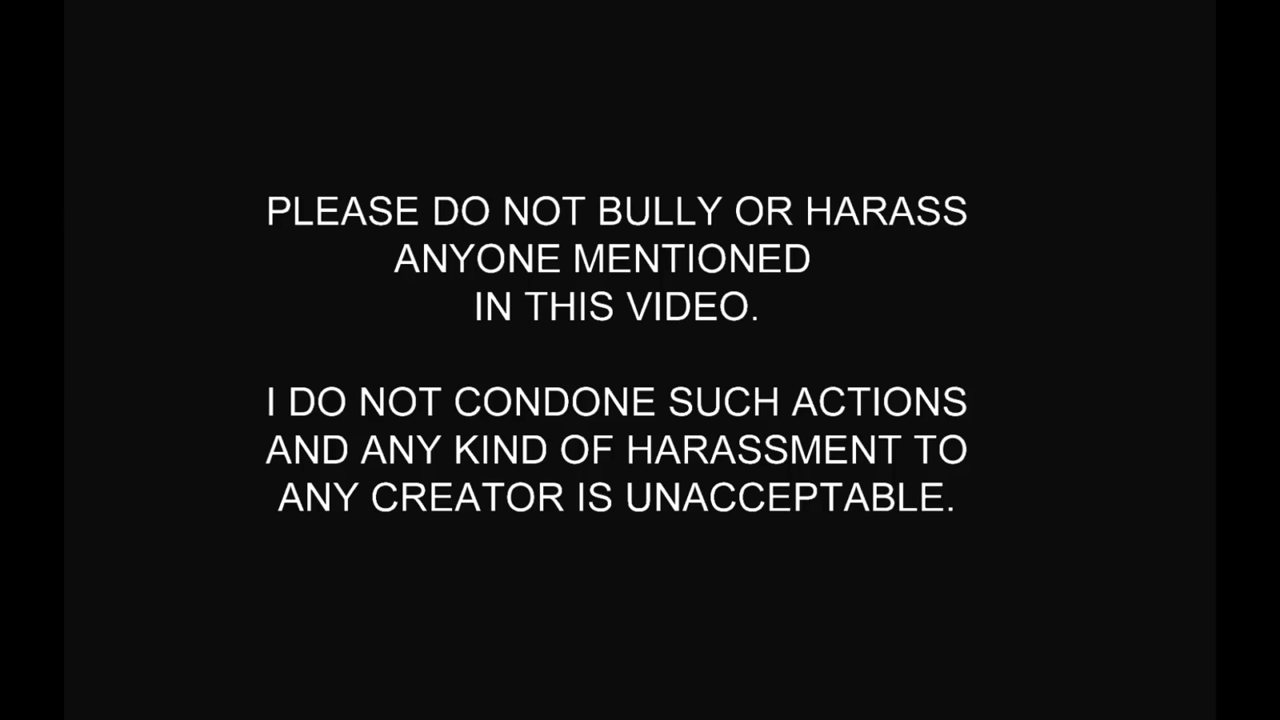 PLEASE DO NOT BULLY OR HARASS
ANYONE MENTIONED
IN THIS VIDEO.
I DO NOT CONDONE SUCH ACTIONS
AND ANY KIND OF HARASSMENT TO
ANY CREATOR IS UNACCEPTABLE.